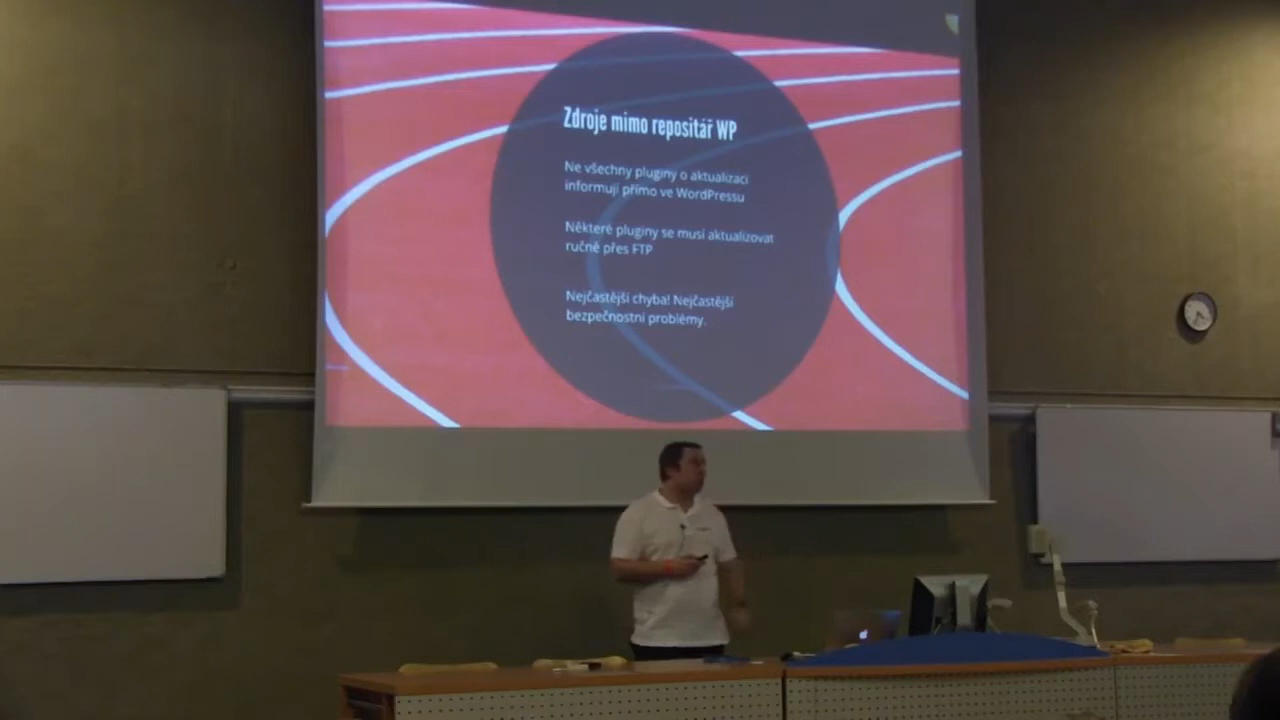 Zdroje mimo repositář WP
Ne všechny pluginy o aktualizaci
informují přímo ve WordPressu
Některé pluginy se musí aktualizovat
ručně přes FTP
Nejčastější chyba! Nejčastější
bezpečnostní problémy.